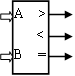 A >
<
B =